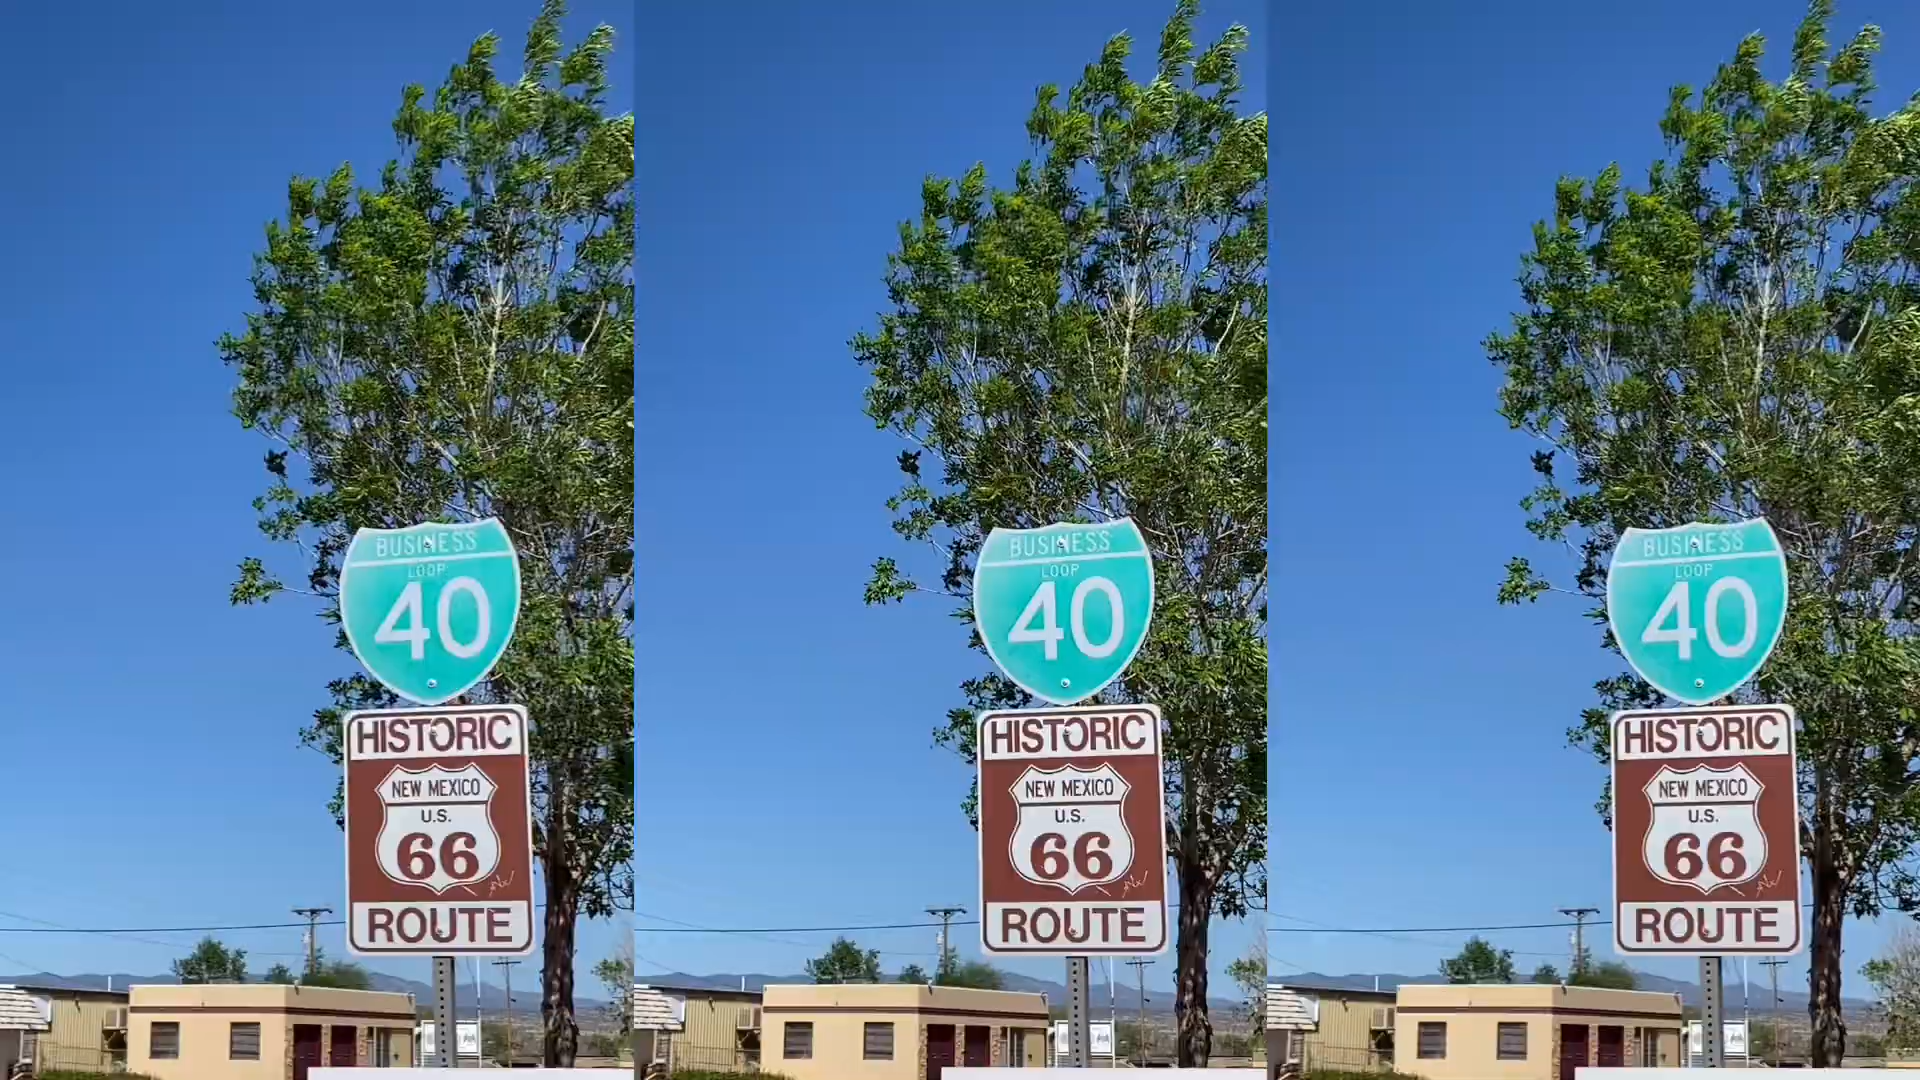 BUSINESS
LOOP
40
HISTORIC
NEW MEXICO
U.S.
66
ROUTE
BUSINESS
LOOP
40
HISTORIC
NEW MEXICO
U.S.
66
ROUTE
BUSINESS
LOOP
40
HISTORIC
NEW MEXICO
U.S.
66
ROUTE